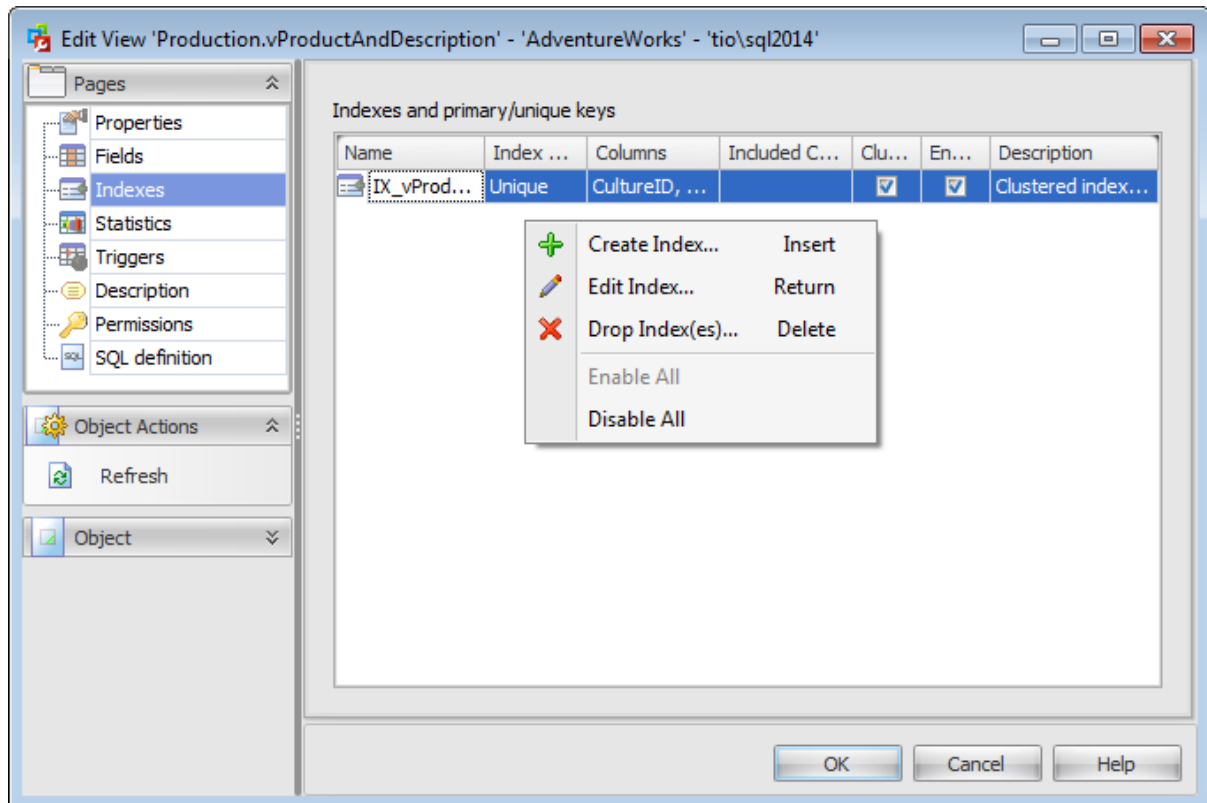 Edit View 'Production.vProductAndDescription' - 'AdventureWorks' - 'tio\sql2014'
Pages
Properties
Fields
Indexes
Statistics
Triggers
Description
Permissions
SQL SQL definition
Object Actions
Refresh
Object
Indexes and primary/unique keys
Name Index ... Columns Included C... Clu... En... Description
IX_vProd... Unique CultureID, ... Clustered index...
Create Index... Insert
Edit Index... Return
Drop Index(es)... Delete
Enable All
Disable All
OK Cancel Help